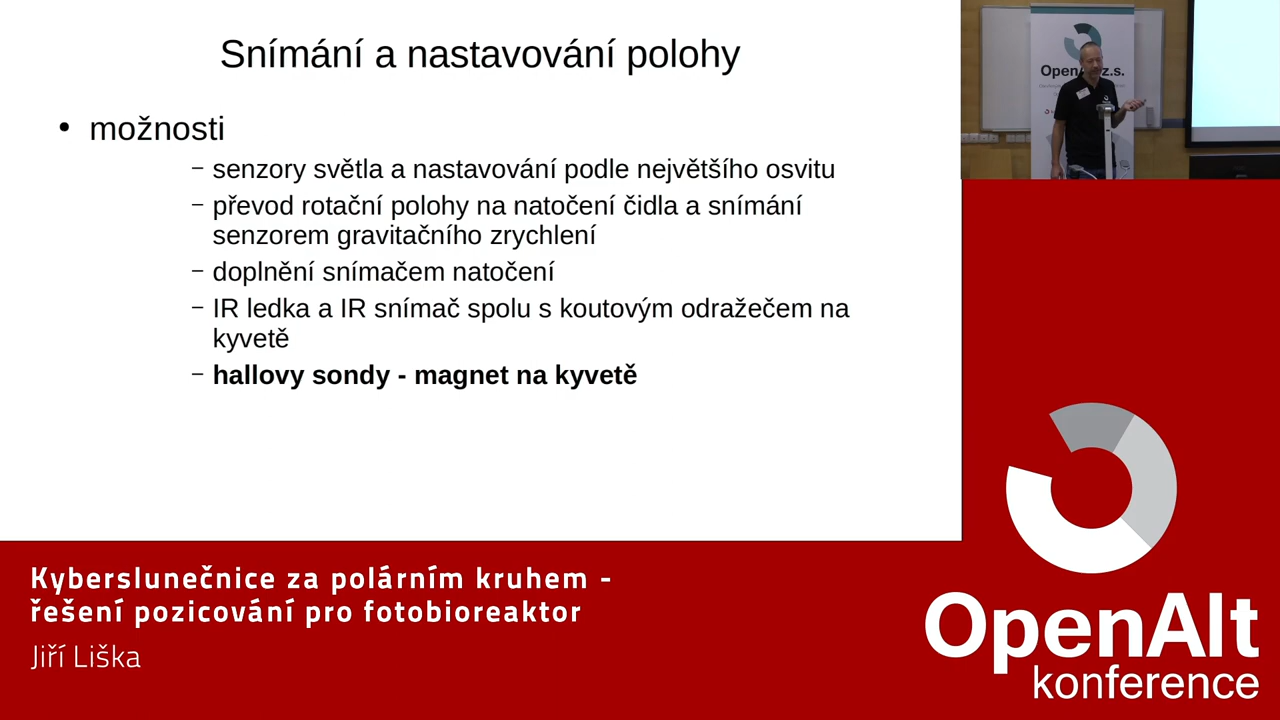 Snímání a nastavování polohy
• možnosti
– senzory světla a nastavování podle největšího osvitu
– převod rotační polohy na natočení čidla a snímání
senzorem gravitačního zrychlení
– doplnění snímačem natočení
– IR ledka a IR snímač spolu s koutovým odražečem na
kyvetě
– hallovy sondy - magnet na kyvetě
Kyberslunečnice za polárním kruhem -
řešení pozicování pro fotobioreaktor
Jiří Liška
OpenAlt
konference